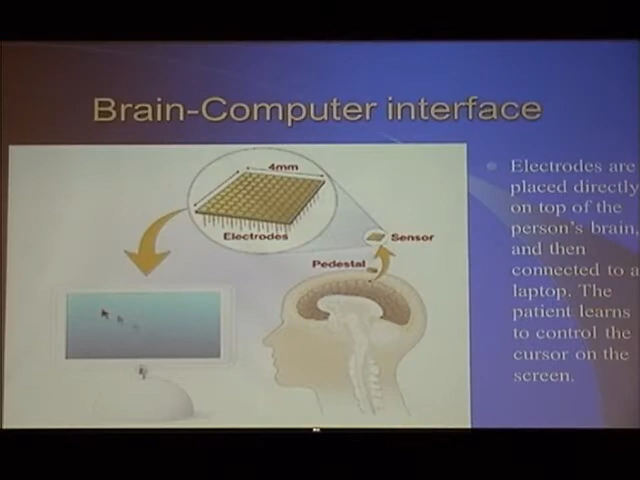 Brain-Computer interface
4mm
Electrodes
Sensor
Pedestal
Electrodes are
placed directly
on top of the
person's brain,
and then
connected to a
laptop. The
patient learns
to control the
cursor on the
screen.